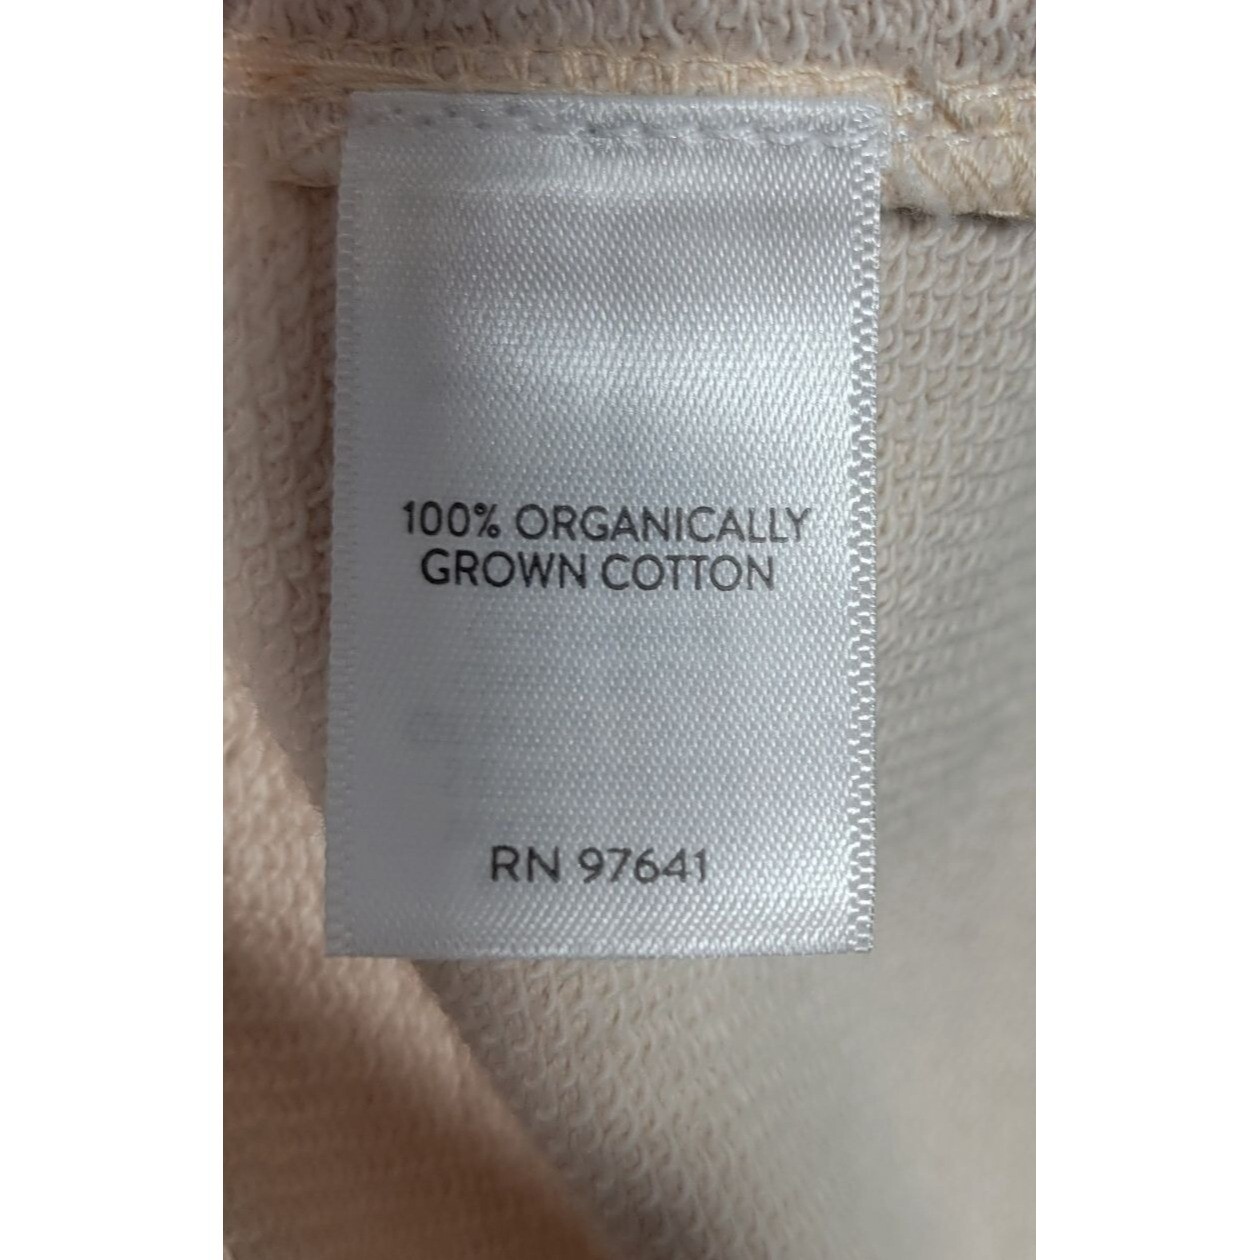 100% ORGANICALLY
GROWN COTTON
RN 97641